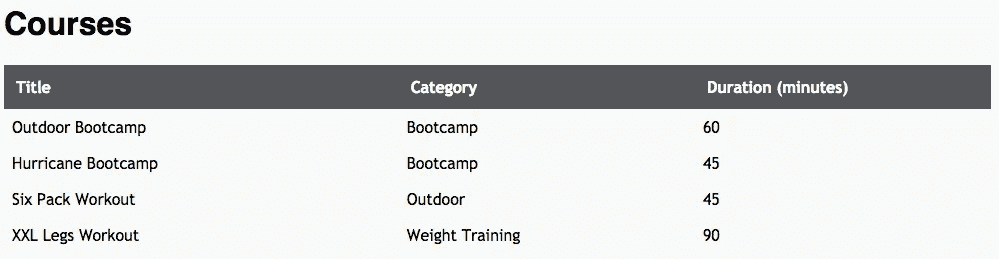 Courses
Title Category Duration (minutes)
Outdoor Bootcamp Bootcamp 60
Hurricane Bootcamp Bootcamp 45
Six Pack Workout Outdoor 45
XXL Legs Workout Weight Training 90